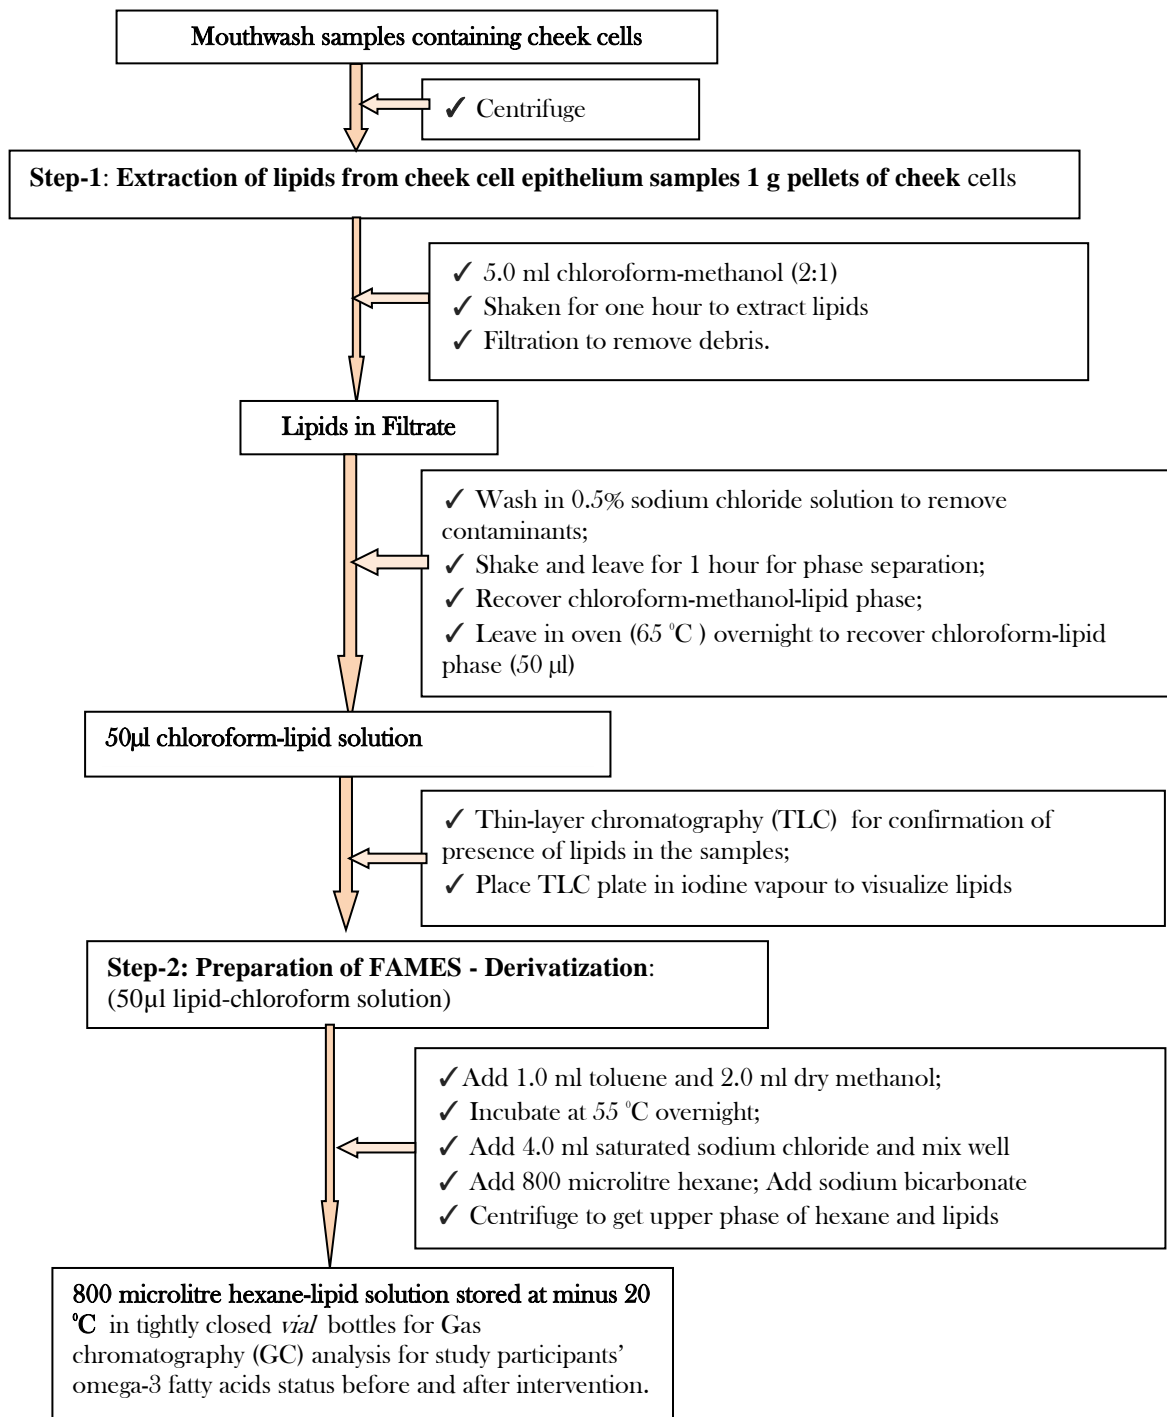 Mouthwash samples containing cheek cells
✓ Centrifuge
Step-1: Extraction of lipids from cheek cell epithelium samples 1 g pellets of cheek cells
✓ 5.0 ml chloroform-methanol (2:1)
✓ Shaken for one hour to extract lipids
✓ Filtration to remove debris.
Lipids in Filtrate
✓ Wash in 0.5% sodium chloride solution to remove
contaminants;
✓ Shake and leave for 1 hour for phase separation;
✓ Recover chloroform-methanol-lipid phase;
✓ Leave in oven (65 ⁰C ) overnight to recover chloroform-lipid
phase (50 µl)
50µl chloroform-lipid solution
✓ Thin-layer chromatography (TLC) for confirmation of
presence of lipids in the samples;
✓ Place TLC plate in iodine vapour to visualize lipids
Step-2: Preparation of FAMES - Derivatization:
(50µl lipid-chloroform solution)
✓Add 1.0 ml toluene and 2.0 ml dry methanol;
✓ Incubate at 55 ⁰C overnight;
✓ Add 4.0 ml saturated sodium chloride and mix well
✓ Add 800 microlitre hexane; Add sodium bicarbonate
✓ Centrifuge to get upper phase of hexane and lipids
800 microlitre hexane-lipid solution stored at minus 20
⁰C in tightly closed vial bottles for Gas
chromatography (GC) analysis for study participants’
omega-3 fatty acids status before and after intervention.